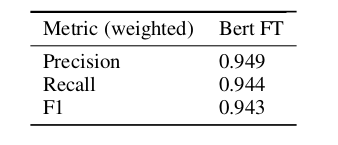 Metric (weighted) Bert FT
Precision 0.949
Recall 0.944
F1 0.943